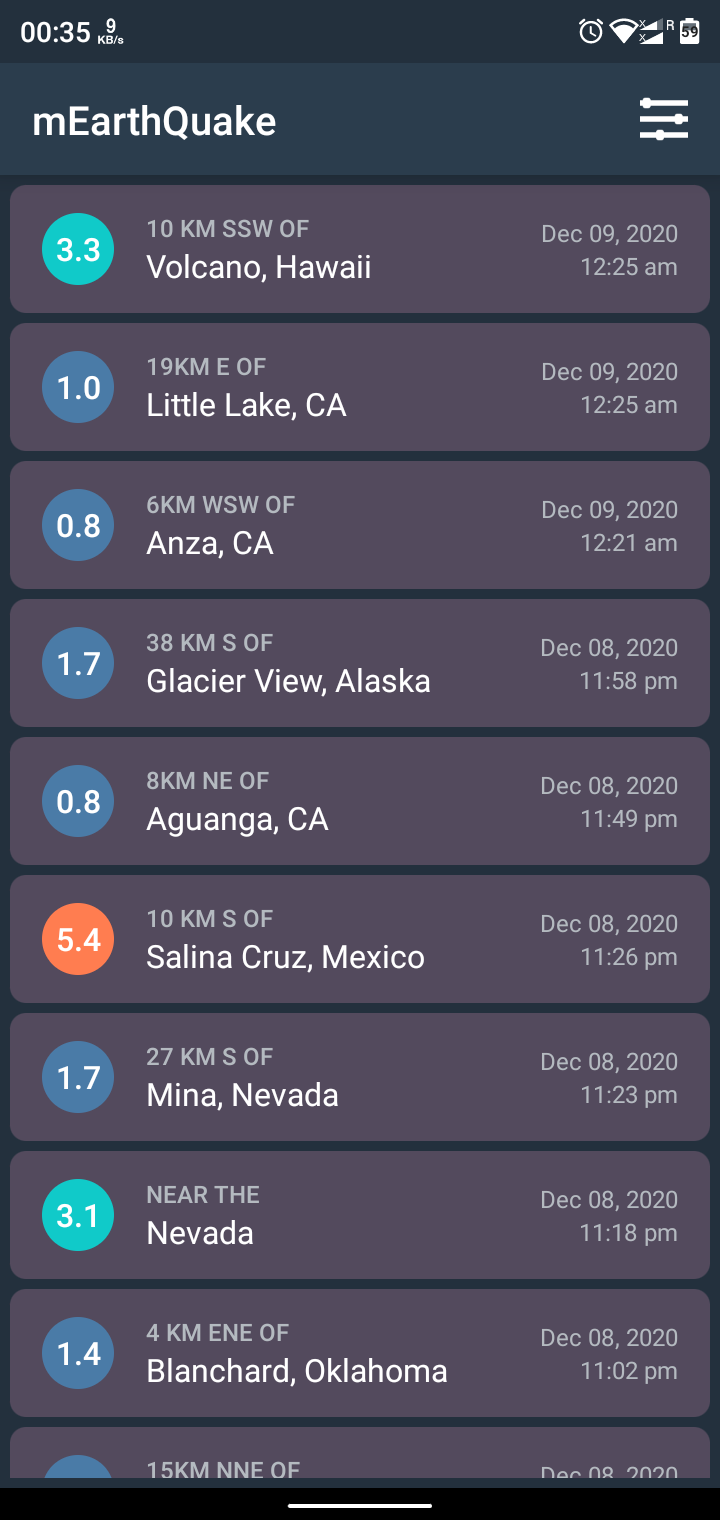 00:35 9 KB/s R 59
mEarthQuake
3.3 10 KM SSW OF Dec 09, 2020
Volcano, Hawaii 12:25 am
1.0 19KM E OF Dec 09, 2020
Little Lake, CA 12:25 am
0.8 6KM WSW OF Dec 09, 2020
Anza, CA 12:21 am
1.7 38 KM S OF Dec 08, 2020
Glacier View, Alaska 11:58 pm
0.8 8KM NE OF Dec 08, 2020
Aguanga, CA 11:49 pm
5.4 10 KM S OF Dec 08, 2020
Salina Cruz, Mexico 11:26 pm
1.7 27 KM S OF Dec 08, 2020
Mina, Nevada 11:23 pm
3.1 NEAR THE Dec 08, 2020
Nevada 11:18 pm
1.4 4 KM ENE OF Dec 08, 2020
Blanchard, Oklahoma 11:02 pm
15KM NNE OF Dec 08, 2020